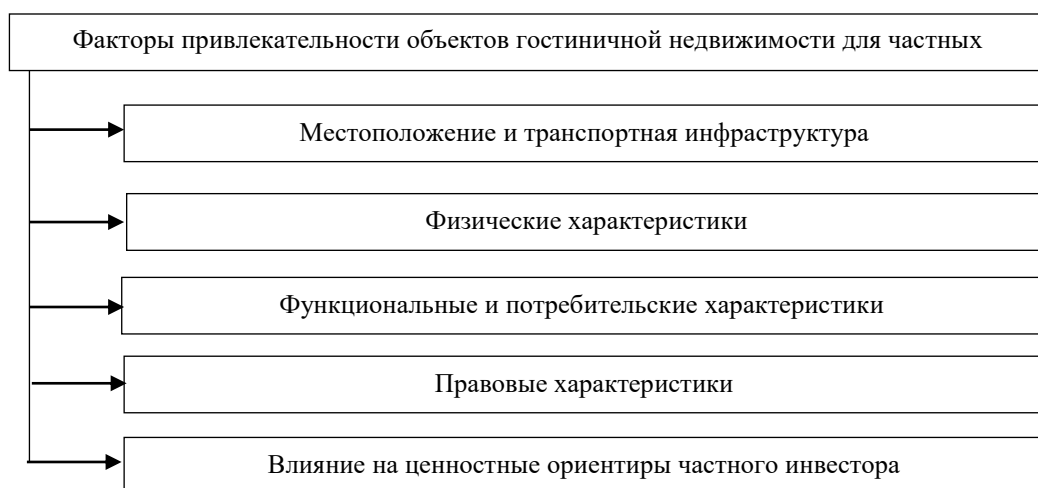 Факторы привлекательности объектов гостиничной недвижимости для частных
Местоположение и транспортная инфраструктура
Физические характеристики
Функциональные и потребительские характеристики
Правовые характеристики
Влияние на ценностные ориентиры частного инвестора